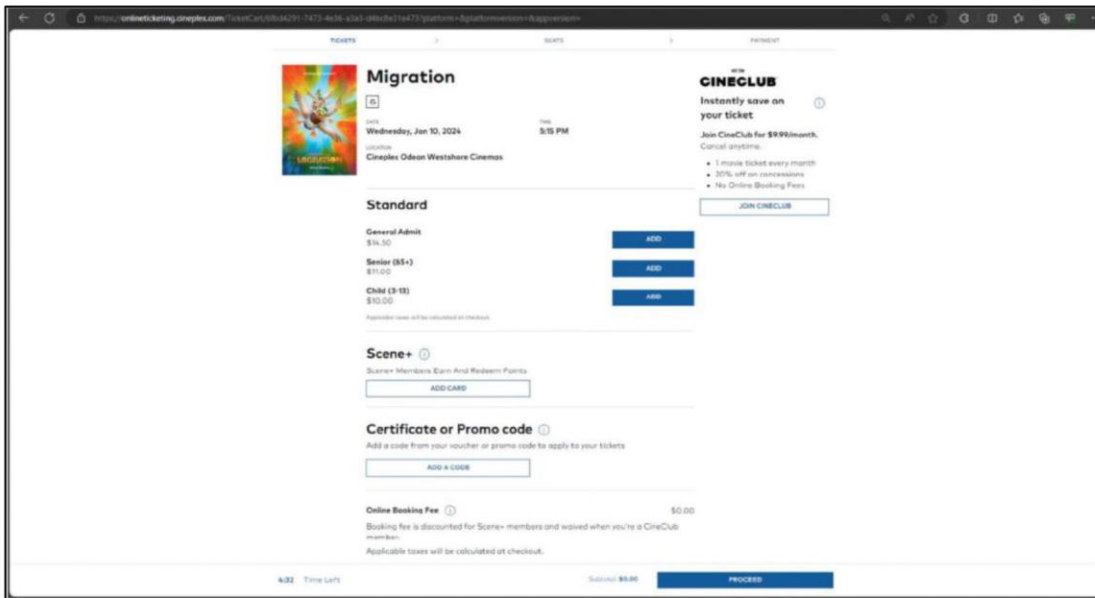 https://onlineticketing.cineplex.com/TicketCart/
TICKETS > SEATS > PAYMENT
MIGRATION
Migration
G
DATE
Wednesday, Jan 10, 2024
TIME
5:15 PM
LOCATION
Cineplex Odeon Westshore Cinemas
CINECLUB
Instantly save on
your ticket
Join CineClub for $9.99/month.
Cancel anytime.
• 1 movie ticket every month
• 20% off on concessions
• No Online Booking Fees
JOIN CINECLUB
Standard
General Admit
$14.50
ADD
Senior (65+)
$11.00
ADD
Child (3-13)
$10.00
ADD
Applicable taxes will be calculated at checkout.
Scene+
Scene+ Members Earn And Redeem Points
ADD CARD
Certificate or Promo code
Add a code from your voucher or promo code to apply to your tickets
ADD A CODE
Online Booking Fee $0.00
Booking fee is discounted for Scene+ members and waived when you're a CineClub
member.
Applicable taxes will be calculated at checkout.
4:32 Time Left
Subtotal $0.00
PROCEED